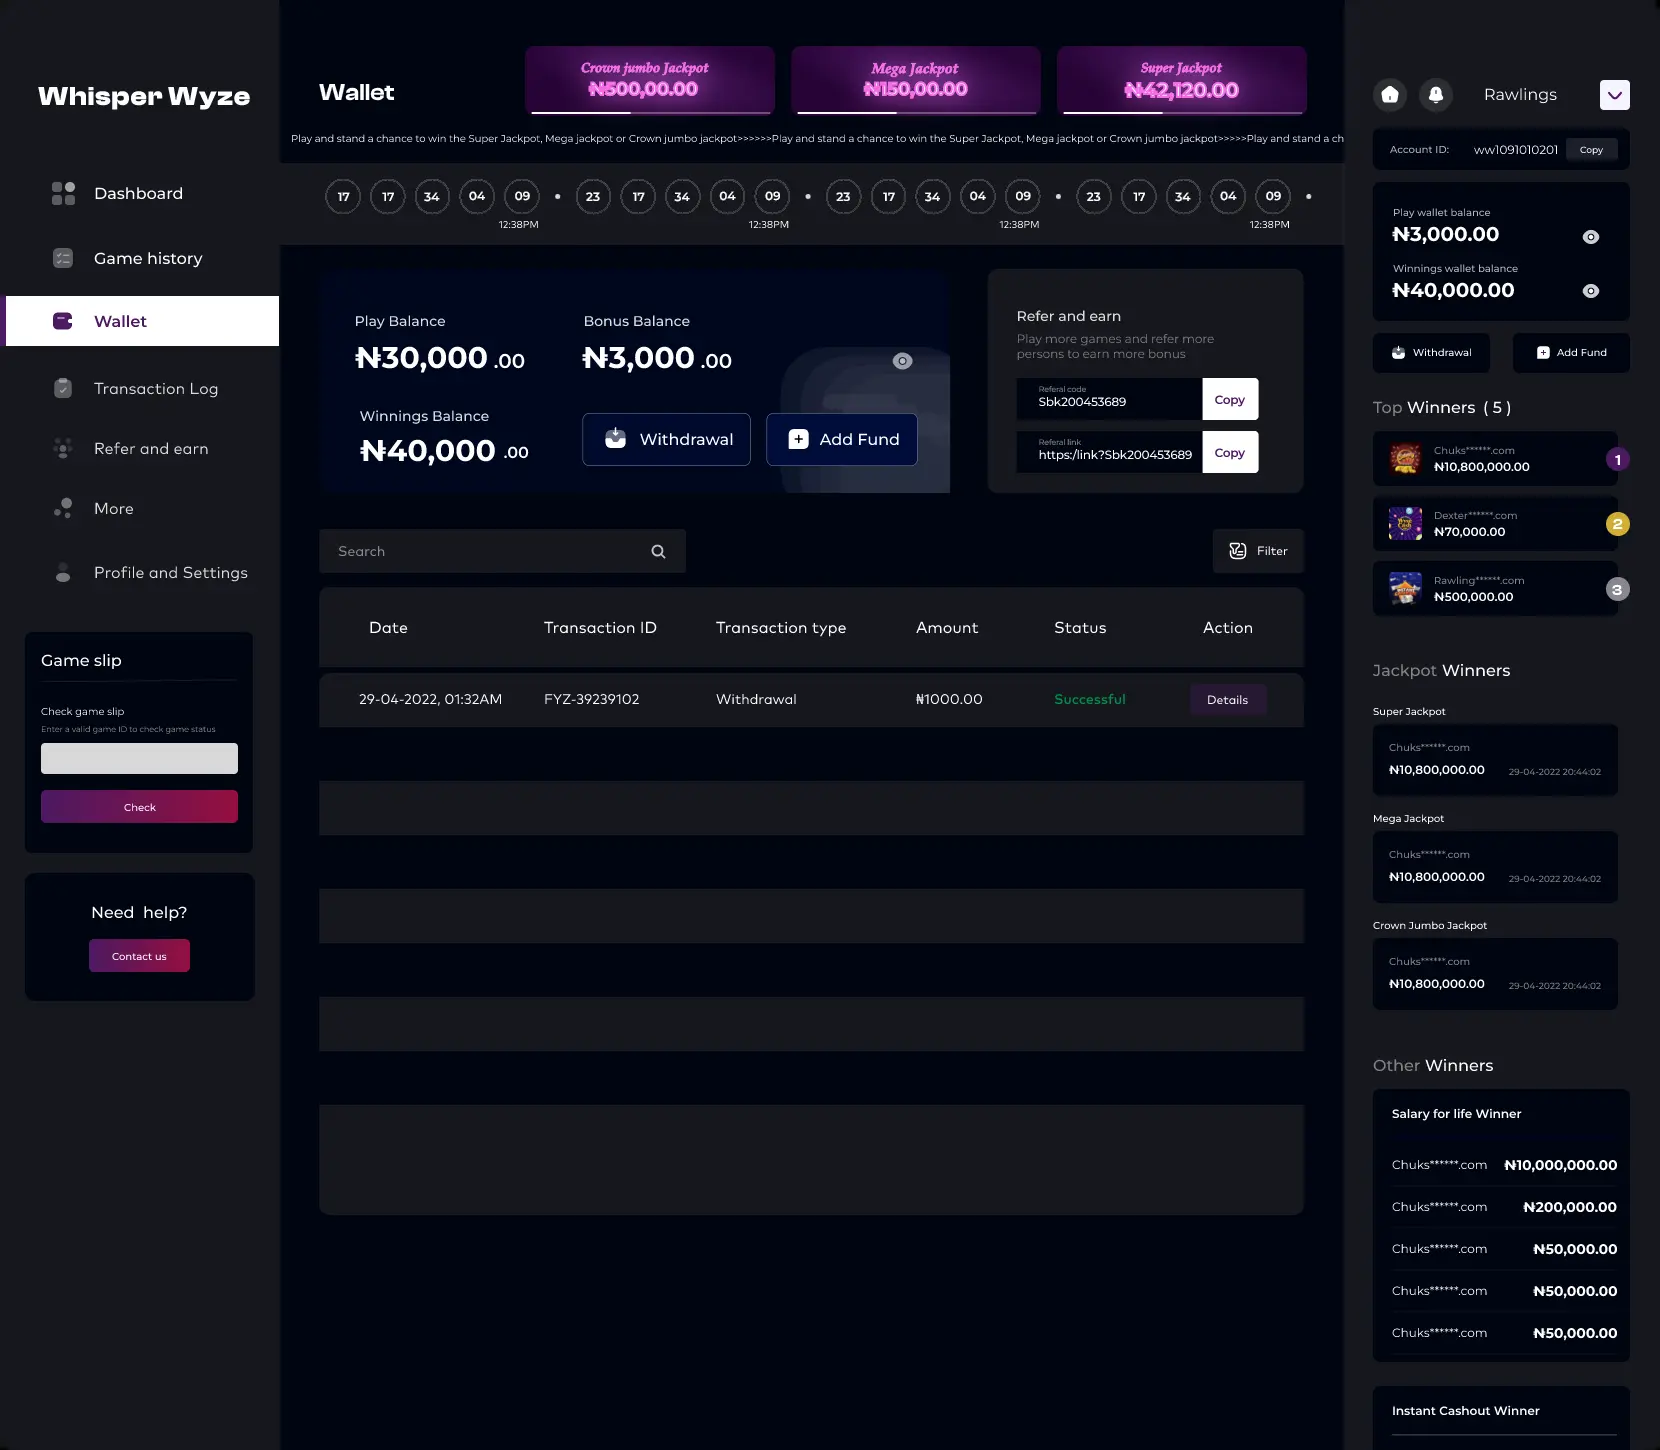 Whisper Wyze
Dashboard
Game history
Wallet
Transaction Log
Refer and earn
More
Profile and Settings
Game slip
Check game slip
Enter a valid game ID to check game status
Check
Need help?
Contact us
Wallet
Crown jumbo Jackpot
₦500,00.00
Mega Jackpot
₦150,00.00
Super Jackpot
₦42,120.00
Play and stand a chance to win the Super Jackpot, Mega jackpot or Crown jumbo jackpot>>>>>>Play and stand a chance to win the Super Jackpot, Mega jackpot or Crown jumbo jackpot>>>>>Play and stand a ch
17 17 34 04 09 • 23 17 34 04 09 • 23 17 34 04 09 • 23 17 34 04 09 •
12:38PM 12:38PM 12:38PM 12:38PM
Play Balance
₦30,000 .00
Bonus Balance
₦3,000 .00
Winnings Balance
₦40,000 .00
Withdrawal
Add Fund
Refer and earn
Play more games and refer more
persons to earn more bonus
Referal code
Sbk200453689
Copy
Referal link
https:/link?Sbk200453689
Copy
Search
Filter
Date Transaction ID Transaction type Amount Status Action
29-04-2022, 01:32AM FYZ-39239102 Withdrawal ₦1000.00 Successful Details
Rawlings
Account ID: ww1091010201 Copy
Play wallet balance
₦3,000.00
Winnings wallet balance
₦40,000.00
Withdrawal
Add Fund
Top Winners ( 5 )
Chuks******.com
₦10,800,000.00
1
Dexter******.com
₦70,000.00
2
Rawling******.com
₦500,000.00
3
Jackpot Winners
Super Jackpot
Chuks******.com
₦10,800,000.00 29-04-2022 20:44:02
Mega Jackpot
Chuks******.com
₦10,800,000.00 29-04-2022 20:44:02
Crown Jumbo Jackpot
Chuks******.com
₦10,800,000.00 29-04-2022 20:44:02
Other Winners
Salary for life Winner
Chuks******.com ₦10,000,000.00
Chuks******.com ₦200,000.00
Chuks******.com ₦50,000.00
Chuks******.com ₦50,000.00
Chuks******.com ₦50,000.00
Instant Cashout Winner